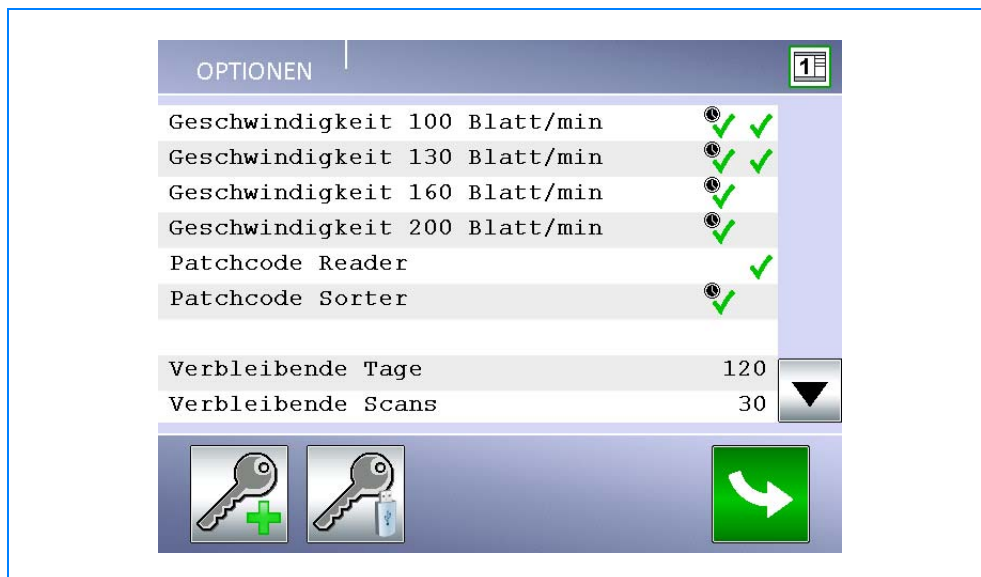 OPTIONEN
1
Geschwindigkeit 100 Blatt/min
Geschwindigkeit 130 Blatt/min
Geschwindigkeit 160 Blatt/min
Geschwindigkeit 200 Blatt/min
Patchcode Reader
Patchcode Sorter
Verbleibende Tage 120
Verbleibende Scans 30